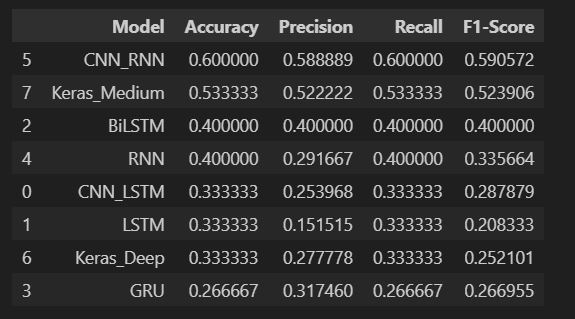 Model Accuracy Precision Recall F1-Score
5 CNN_RNN 0.600000 0.588889 0.600000 0.590572
7 Keras_Medium 0.533333 0.522222 0.533333 0.523906
2 BiLSTM 0.400000 0.400000 0.400000 0.400000
4 RNN 0.400000 0.291667 0.400000 0.335664
0 CNN_LSTM 0.333333 0.253968 0.333333 0.287879
1 LSTM 0.333333 0.151515 0.333333 0.208333
6 Keras_Deep 0.333333 0.277778 0.333333 0.252101
3 GRU 0.266667 0.317460 0.266667 0.266955